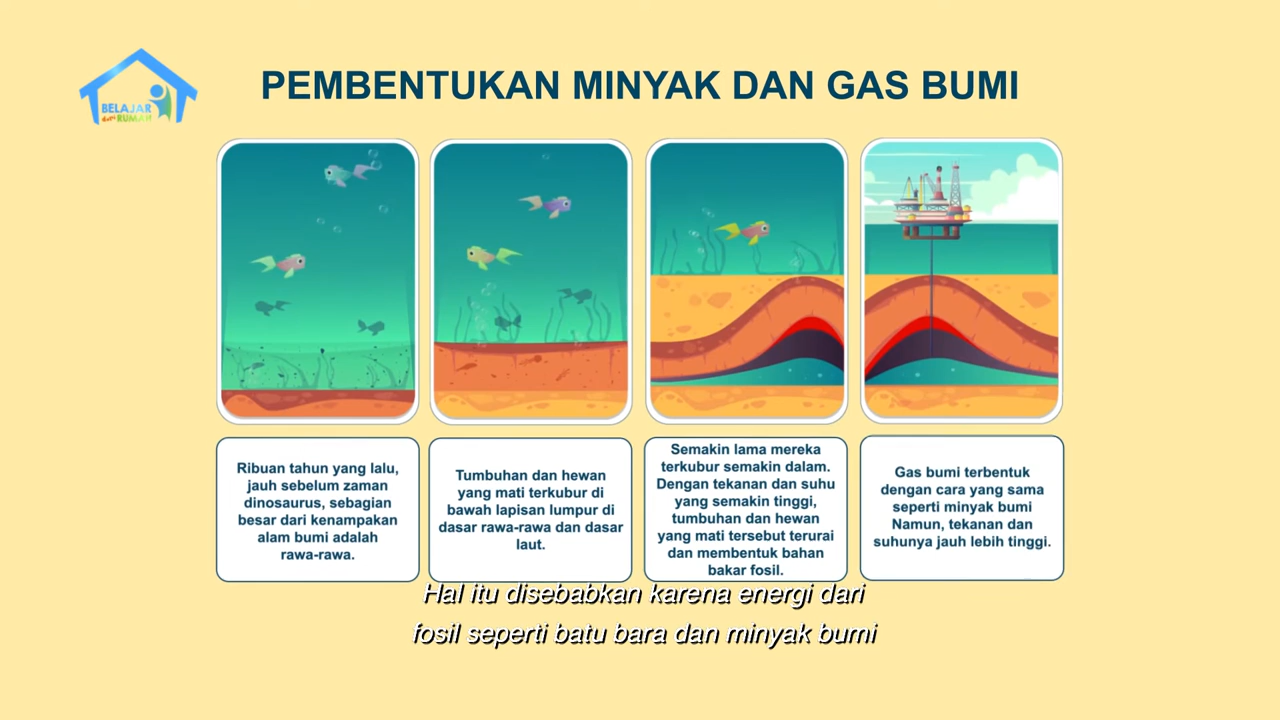 PEMBENTUKAN MINYAK DAN GAS BUMI
BELAJAR
dari RUMAH
Ribuan tahun yang lalu,
jauh sebelum zaman
dinosaurus, sebagian
besar dari kenampakan
alam bumi adalah
rawa-rawa.
Tumbuhan dan hewan
yang mati terkubur di
bawah lapisan lumpur di
dasar rawa-rawa dan dasar
laut.
Semakin lama mereka
terkubur semakin dalam.
Dengan tekanan dan suhu
yang semakin tinggi,
tumbuhan dan hewan
yang mati tersebut terurai
dan membentuk bahan
bakar fosil.
Gas bumi terbentuk
dengan cara yang sama
seperti minyak bumi
Namun, tekanan dan
suhunya jauh lebih tinggi.
Hal itu disebabkan karena energi dari
fosil seperti batu bara dan minyak bumi